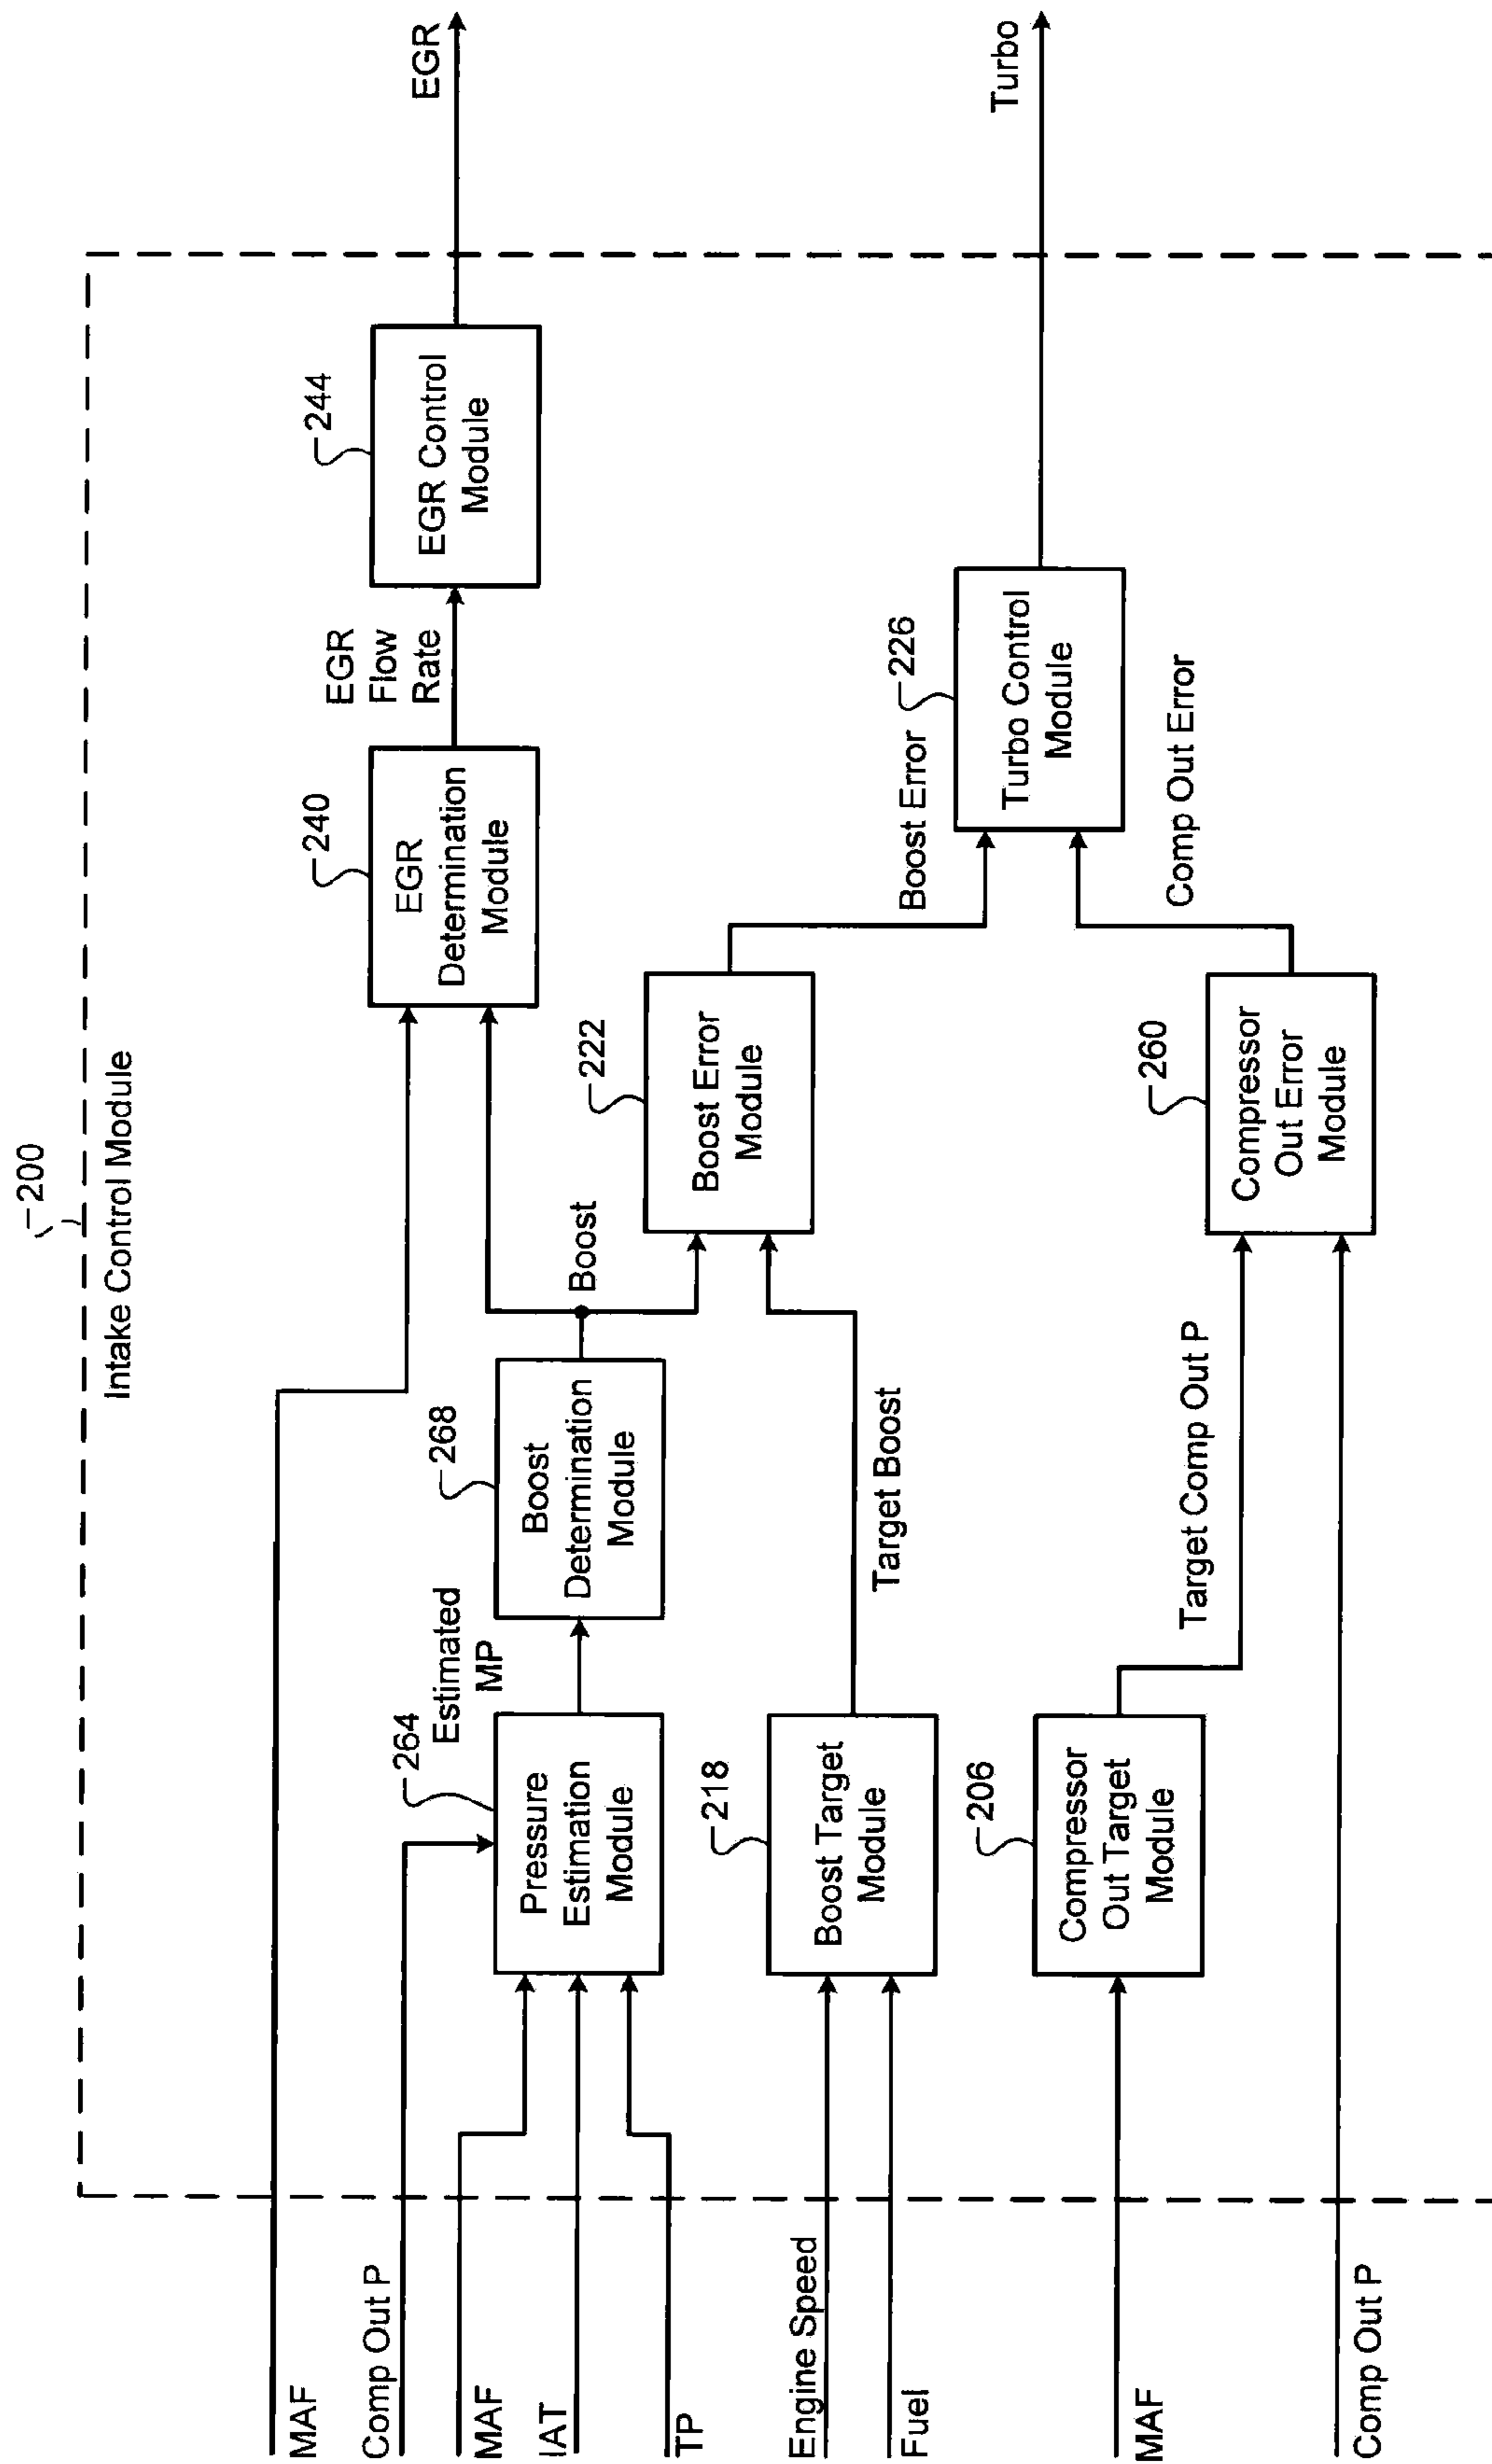 200
Intake Control Module
MAF
Comp Out P
MAF
IAT
TP
Engine Speed
Fuel
MAF
Comp Out P
264
Pressure
Estimation
Module
Estimated
MP
268
Boost
Determination
Module
Boost
218
Boost Target
Module
Target Boost
206
Compressor
Out Target
Module
Target Comp Out P
240
EGR
Determination
Module
EGR
Flow
Rate
244
EGR Control
Module
EGR
222
Boost Error
Module
Boost Error
260
Compressor
Out Error
Module
Comp Out Error
226
Turbo Control
Module
Turbo